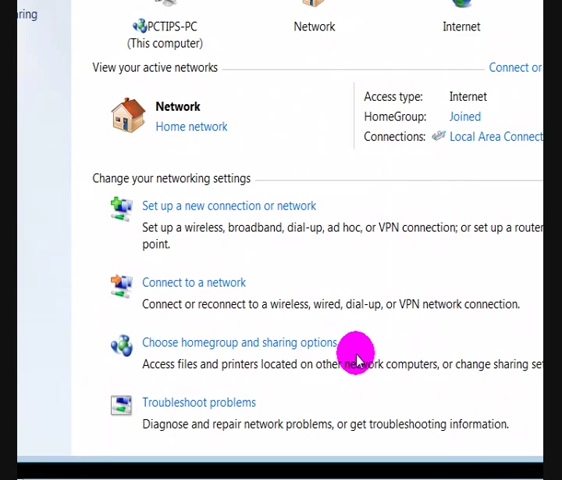 ring
PCTIPS-PC
(This computer)
Network
Internet
View your active networks
Connect or
Network
Home network
Access type: Internet
HomeGroup: Joined
Connections: Local Area Connect
Change your networking settings
Set up a new connection or network
Set up a wireless, broadband, dial-up, ad hoc, or VPN connection; or set up a router
point.
Connect to a network
Connect or reconnect to a wireless, wired, dial-up, or VPN network connection.
Choose homegroup and sharing options
Access files and printers located on other network computers, or change sharing set
Troubleshoot problems
Diagnose and repair network problems, or get troubleshooting information.